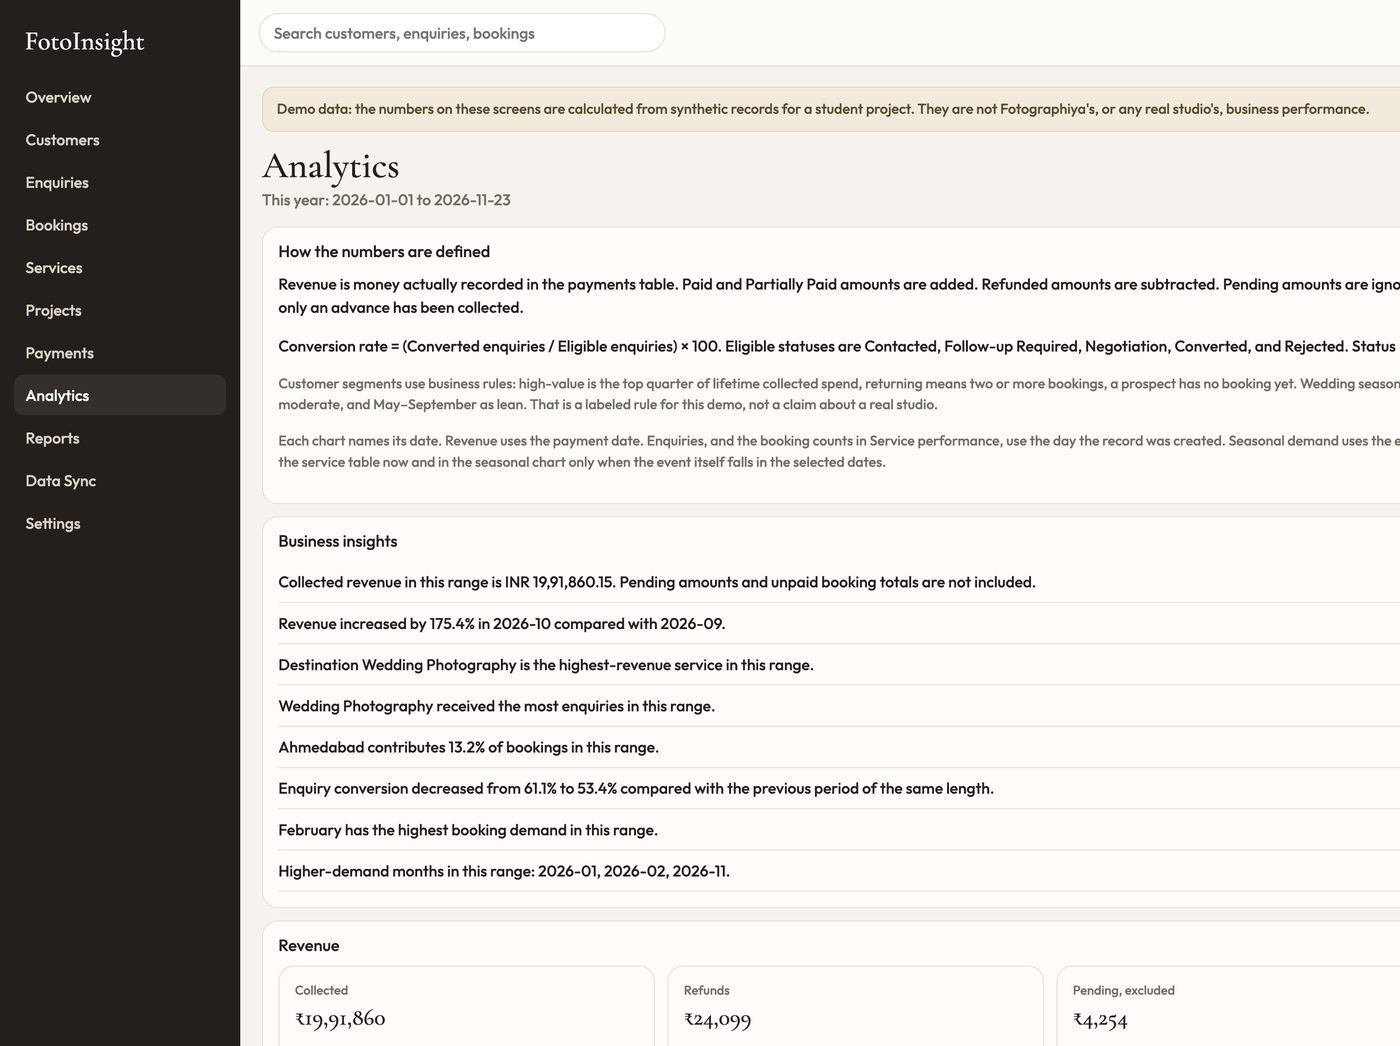 FotoInsight
Overview
Customers
Enquiries
Bookings
Services
Projects
Payments
Analytics
Reports
Data Sync
Settings
Search customers, enquiries, bookings
Demo data: the numbers on these screens are calculated from synthetic records for a student project. They are not Fotographiya's, or any real studio's, business performance.
Analytics
This year: 2026-01-01 to 2026-11-23
How the numbers are defined
Revenue is money actually recorded in the payments table. Paid and Partially Paid amounts are added. Refunded amounts are subtracted. Pending amounts are
only an advance has been collected.
Conversion rate = (Converted enquiries / Eligible enquiries) × 100. Eligible statuses are Contacted, Follow-up Required, Negotiation, Converted, and Rejected. Status
Customer segments use business rules: high-value is the top quarter of lifetime collected spend, returning means two or more bookings, a prospect has no booking yet. Wedding
moderate, and May–September as lean. That is a labeled rule for this demo, not a claim about a real studio.
Each chart names its date. Revenue uses the payment date. Enquiries, and the booking counts in Service performance, use the day the record was created. Seasonal demand uses the
the service table now and in the seasonal chart only when the event itself falls in the selected dates.
Business insights
Collected revenue in this range is INR 19,91,860.15. Pending amounts and unpaid booking totals are not included.
Revenue increased by 175.4% in 2026-10 compared with 2026-09.
Destination Wedding Photography is the highest-revenue service in this range.
Wedding Photography received the most enquiries in this range.
Ahmedabad contributes 13.2% of bookings in this range.
Enquiry conversion decreased from 61.1% to 53.4% compared with the previous period of the same length.
February has the highest booking demand in this range.
Higher-demand months in this range: 2026-01, 2026-02, 2026-11.
Revenue
Collected
₹19,91,860
Refunds
₹24,099
Pending, excluded
₹4,254